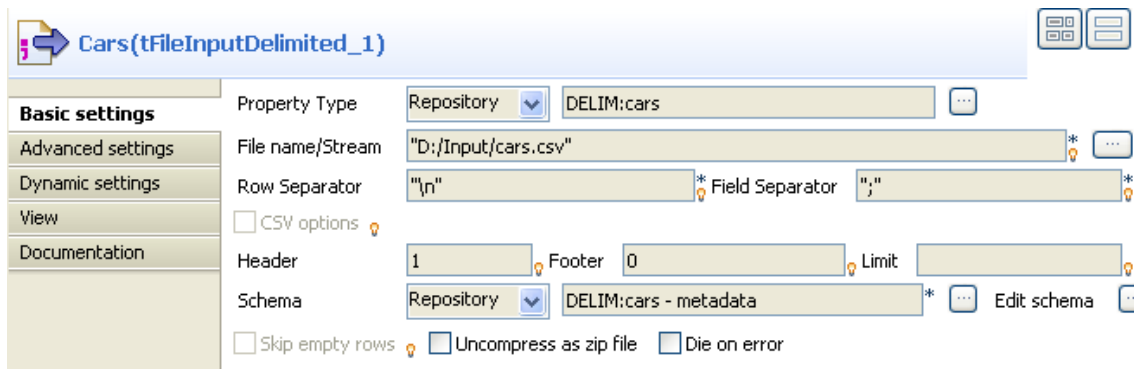 Cars(tFileInputDelimited_1)
Basic settings
Advanced settings
Dynamic settings
View
Documentation
Property Type Repository DELIM:cars ...
File name/Stream "D:/Input/cars.csv" * ...
Row Separator "\n" * Field Separator ";" *
CSV options
Header 1 Footer 0 Limit
Schema Repository DELIM:cars - metadata * ... Edit schema ...
Skip empty rows Uncompress as zip file Die on error